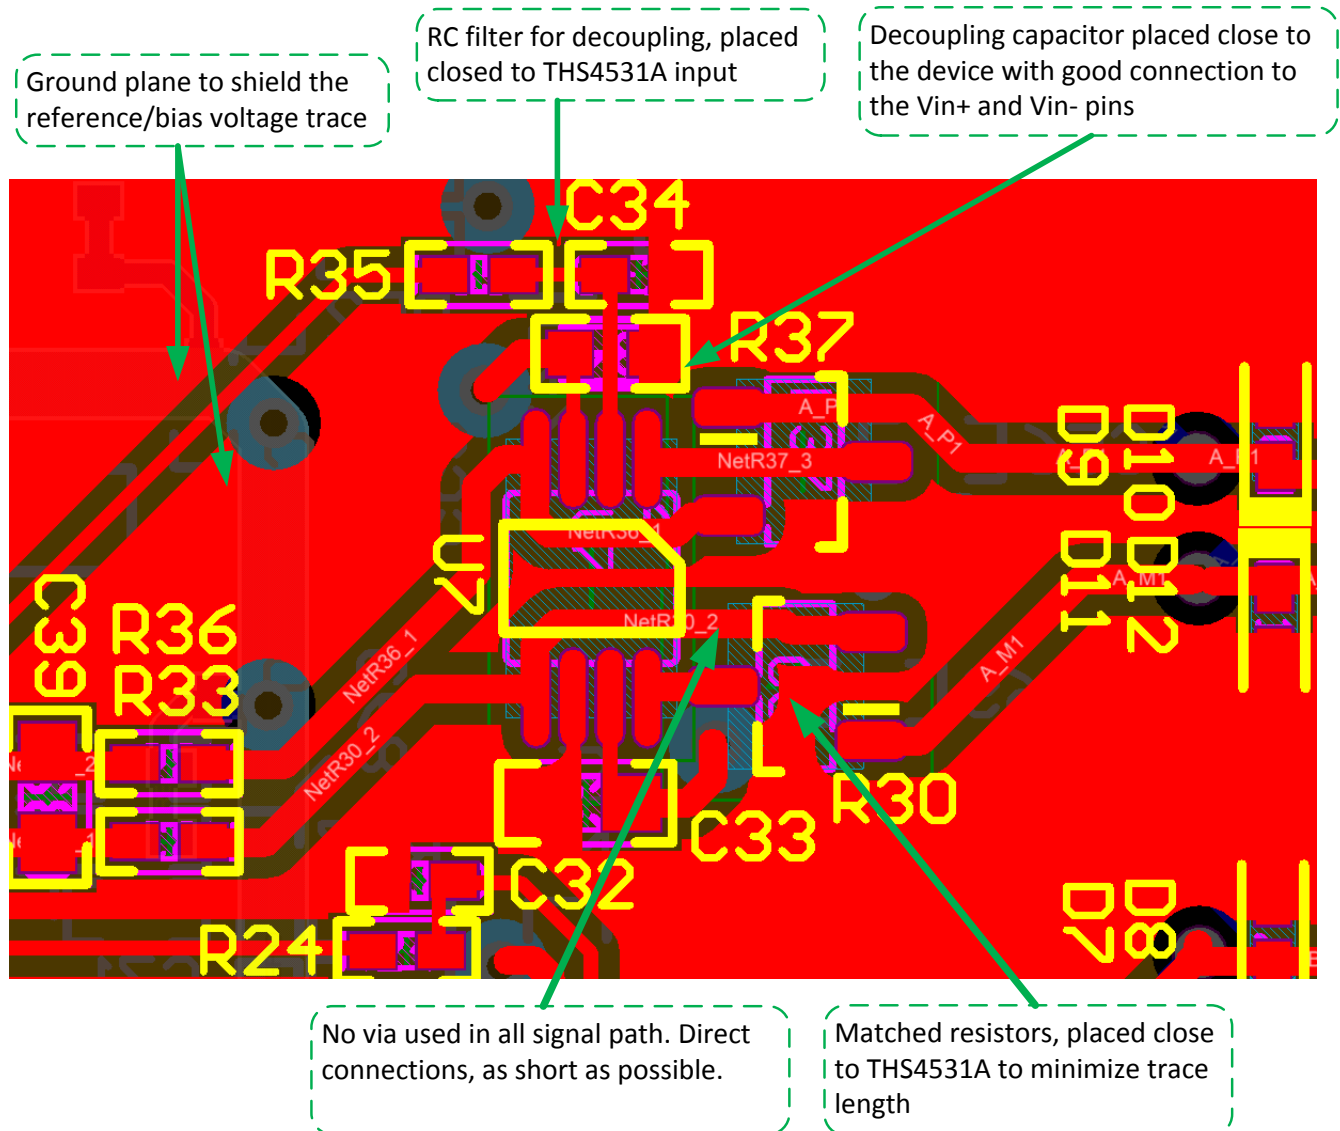 RC filter for decoupling, placed
closed to THS4531A input
Decoupling capacitor placed close to
the device with good connection to
the Vin+ and Vin- pins
Ground plane to shield the
reference/bias voltage trace
C34
R35
R37
A_P1
NetR37_3
A_P1
D9
D10
D11
D12
U7
NetR30_2
A_M1
A_M1
C39
R36
R33
NetR36_1
NetR30_2
R30
C33
C32
R24
D7
D8
No via used in all signal path. Direct
connections, as short as possible.
Matched resistors, placed close
to THS4531A to minimize trace
length